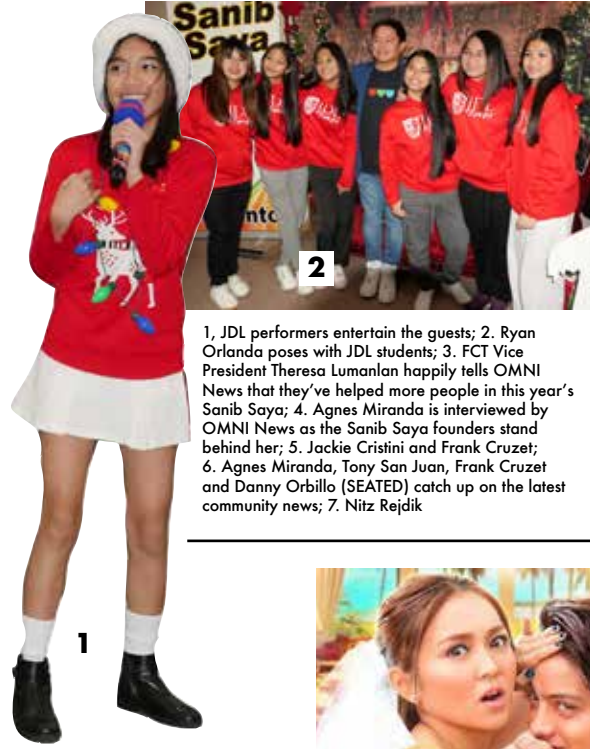 Sanib
Saya
nto
JDL
JDL
2
1, JDL performers entertain the guests; 2. Ryan
Orlanda poses with JDL students; 3. FCT Vice
President Theresa Lumanlan happily tells OMNI
News that they’ve helped more people in this year’s
Sanib Saya; 4. Agnes Miranda is interviewed by
OMNI News as the Sanib Saya founders stand
behind her; 5. Jackie Cristini and Frank Cruzet;
6. Agnes Miranda, Tony San Juan, Frank Cruzet
and Danny Orbillo (SEATED) catch up on the latest
community news; 7. Nitz Rejdik
1